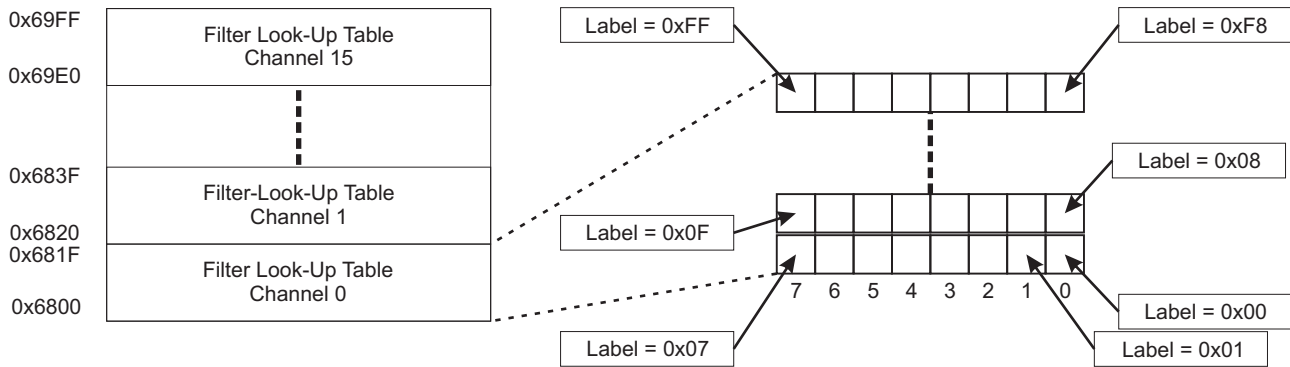 0x69FF
Filter Look-Up Table
Channel 15
0x69E0
0x683F
Filter-Look-Up Table
Channel 1
0x6820
0x681F
Filter Look-Up Table
Channel 0
0x6800
Label = 0xFF
Label = 0xF8
Label = 0x08
Label = 0x0F
7 6 5 4 3 2 1 0
Label = 0x00
Label = 0x07
Label = 0x01